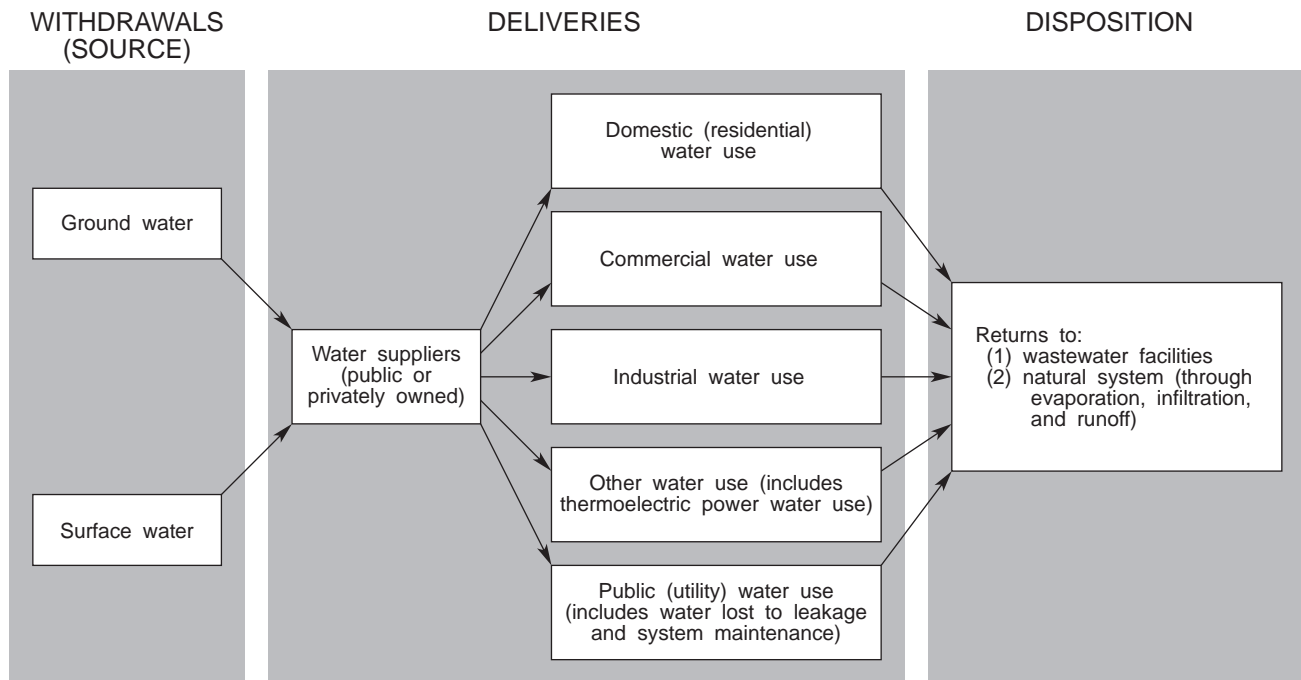 WITHDRAWALS
(SOURCE)
DELIVERIES
DISPOSITION
Ground water
Surface water
Water suppliers
(public or
privately owned)
Domestic (residential)
water use
Commercial water use
Industrial water use
Other water use (includes
thermoelectric power water use)
Public (utility) water use
(includes water lost to leakage
and system maintenance)
Returns to:
(1) wastewater facilities
(2) natural system (through
evaporation, infiltration,
and runoff)